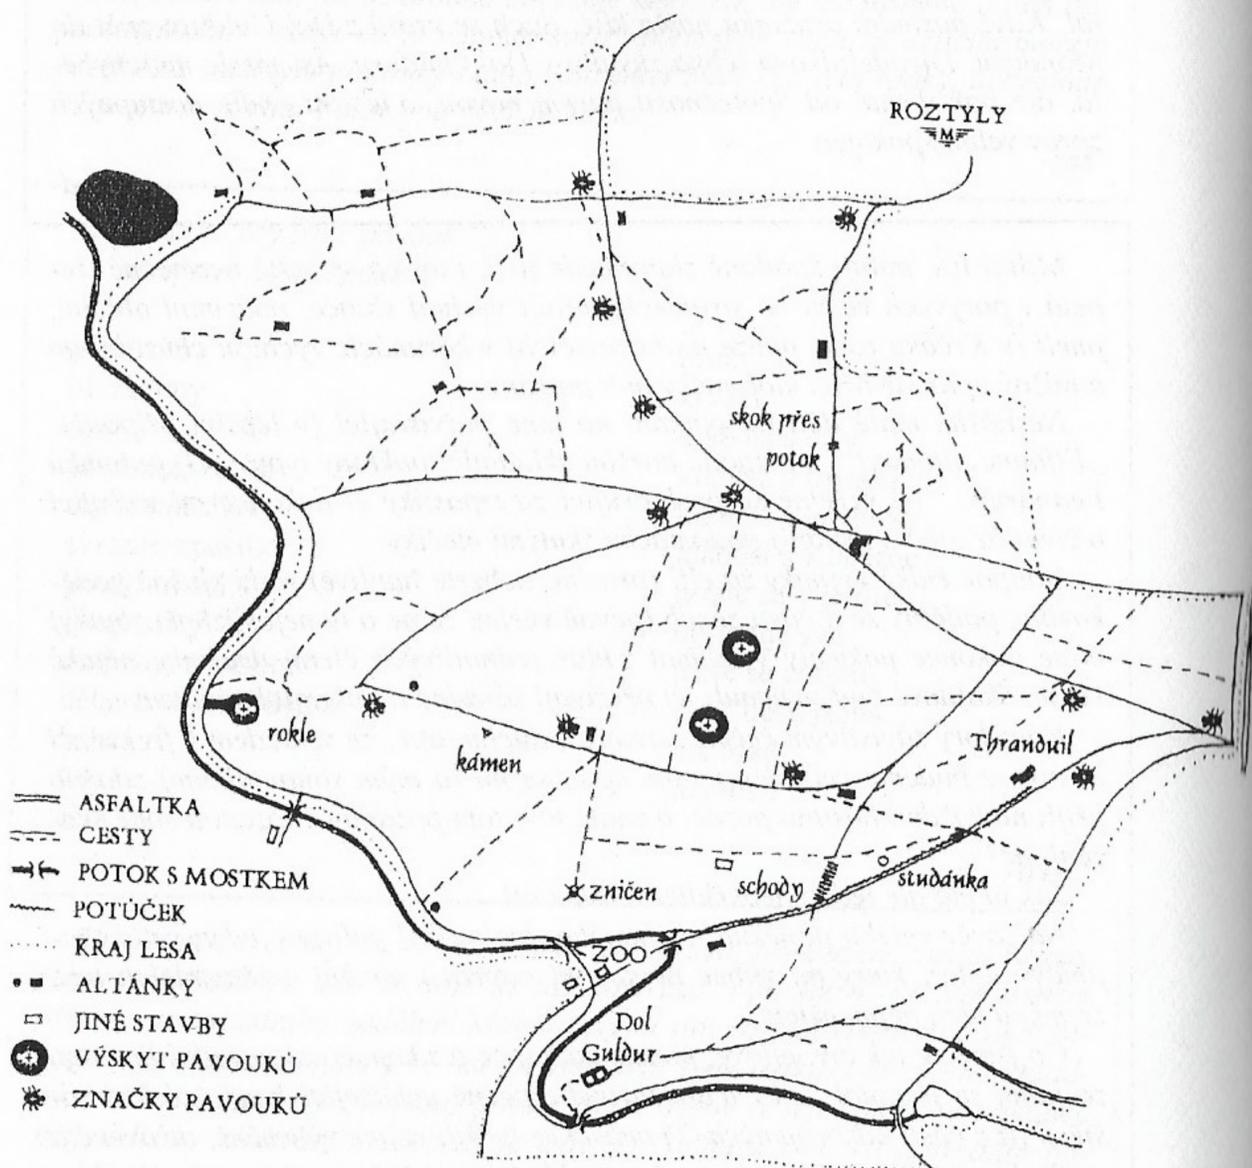 ROZTYLY
M
skok přes
potok
rokle
kámen
Thranduil
zničen
schody
studánka
ZOO
Dol
Guldur
ASFALTKA
CESTY
POTOK S MOSTKEM
POTŮČEK
KRAJ LESA
ALTÁNKY
JINÉ STAVBY
VÝSKYT PAVOUKŮ
ZNAČKY PAVOUKŮ